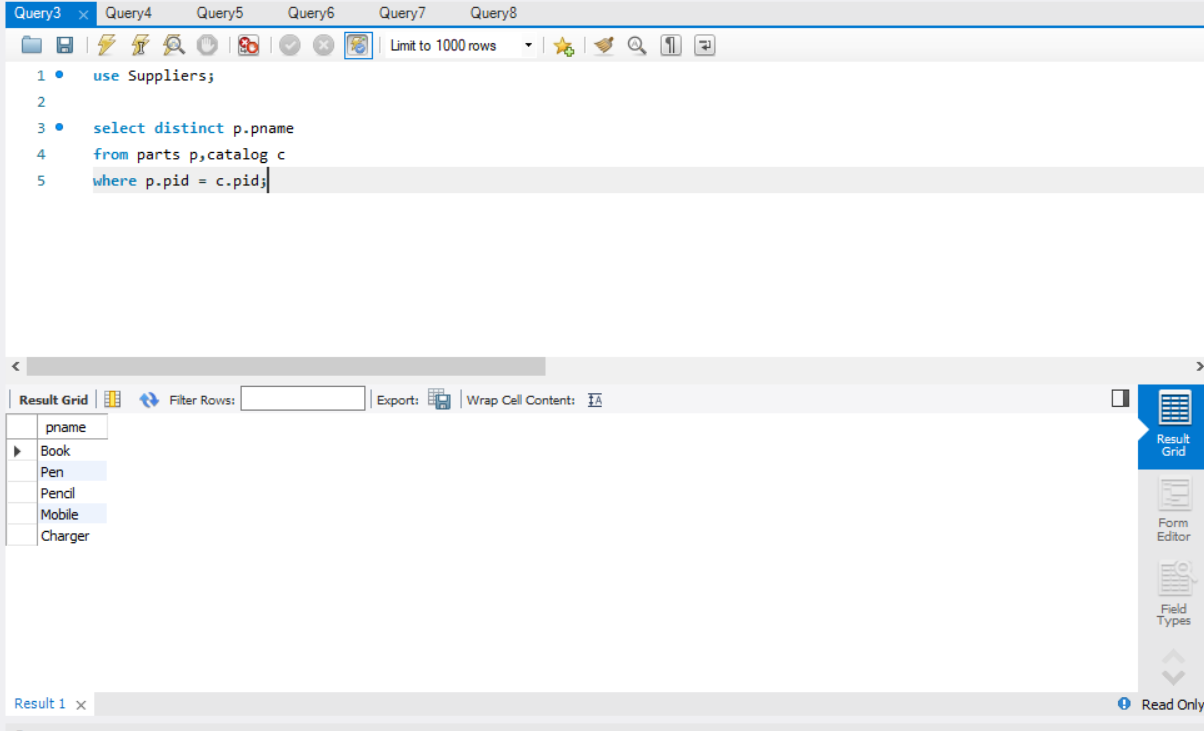 Query3 Query4 Query5 Query6 Query7 Query8
Limit to 1000 rows
1 use Suppliers;
2
3 select distinct p.pname
4 from parts p,catalog c
5 where p.pid = c.pid;
Result Grid Filter Rows: Export: Wrap Cell Content:
pname
Book
Pen
Pencil
Mobile
Charger
Result
Grid
Form
Editor
Field
Types
Result 1 Read Only